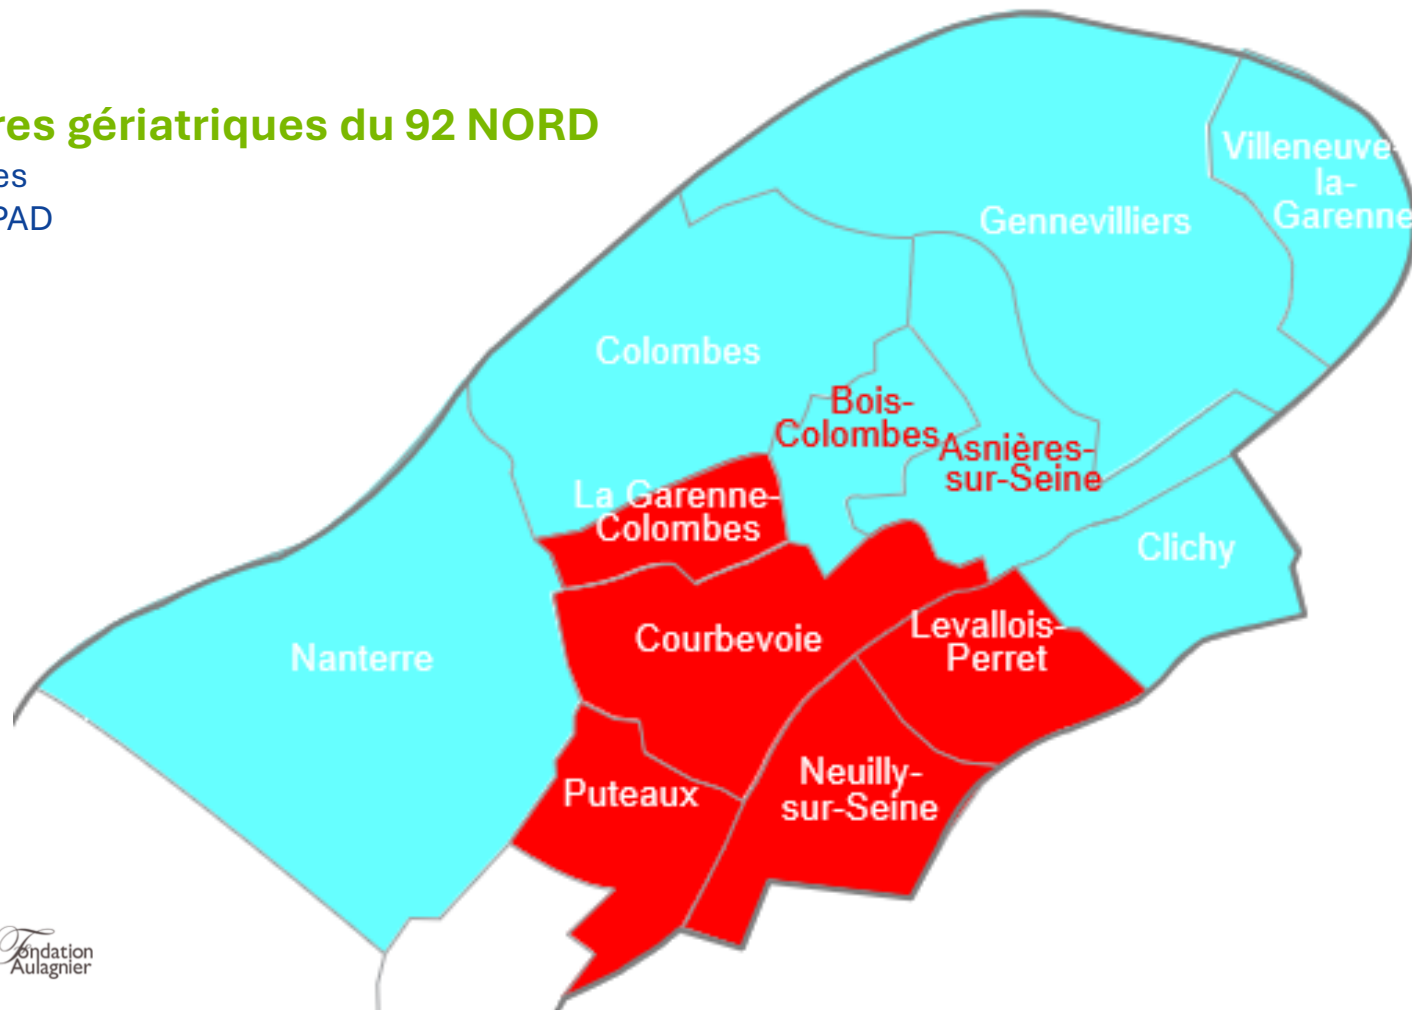 res gériatriques du 92 NORD
es
PAD
Villeneuve-
la-
Garenne
Gennevilliers
Colombes
Bois-
Colombes
Asnières-
sur-Seine
La Garenne-
Colombes
Clichy
Courbevoie
Levallois-
Perret
Nanterre
Puteaux
Neuilly-
sur-Seine
Fondation
Aulagnier